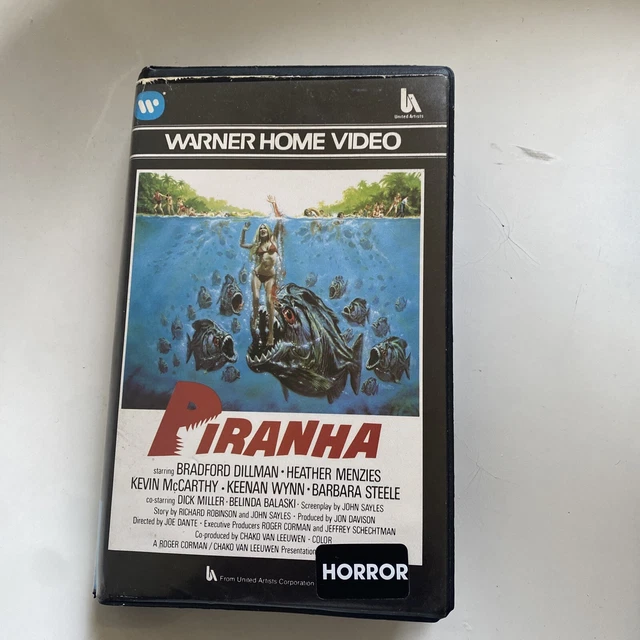 United Artists
WARNER HOME VIDEO
PIRANHA
starring BRADFORD DILLMAN • HEATHER MENZIES
KEVIN McCARTHY • KEENAN WYNN • BARBARA STEELE
co-starring DICK MILLER • BELINDA BALASKI • Screenplay by JOHN SAYLES
Story by RICHARD ROBINSON and JOHN SAYLES • Produced by JON DAVISON
Directed by JOE DANTE • Executive Producers ROGER CORMAN and JEFFREY SCHECHTMAN
Co-produced by CHAKO VAN LEEUWEN • COLOR
A ROGER CORMAN / CHAKO VAN LEEUWEN Presentation
From United Artists Corporation
HORROR